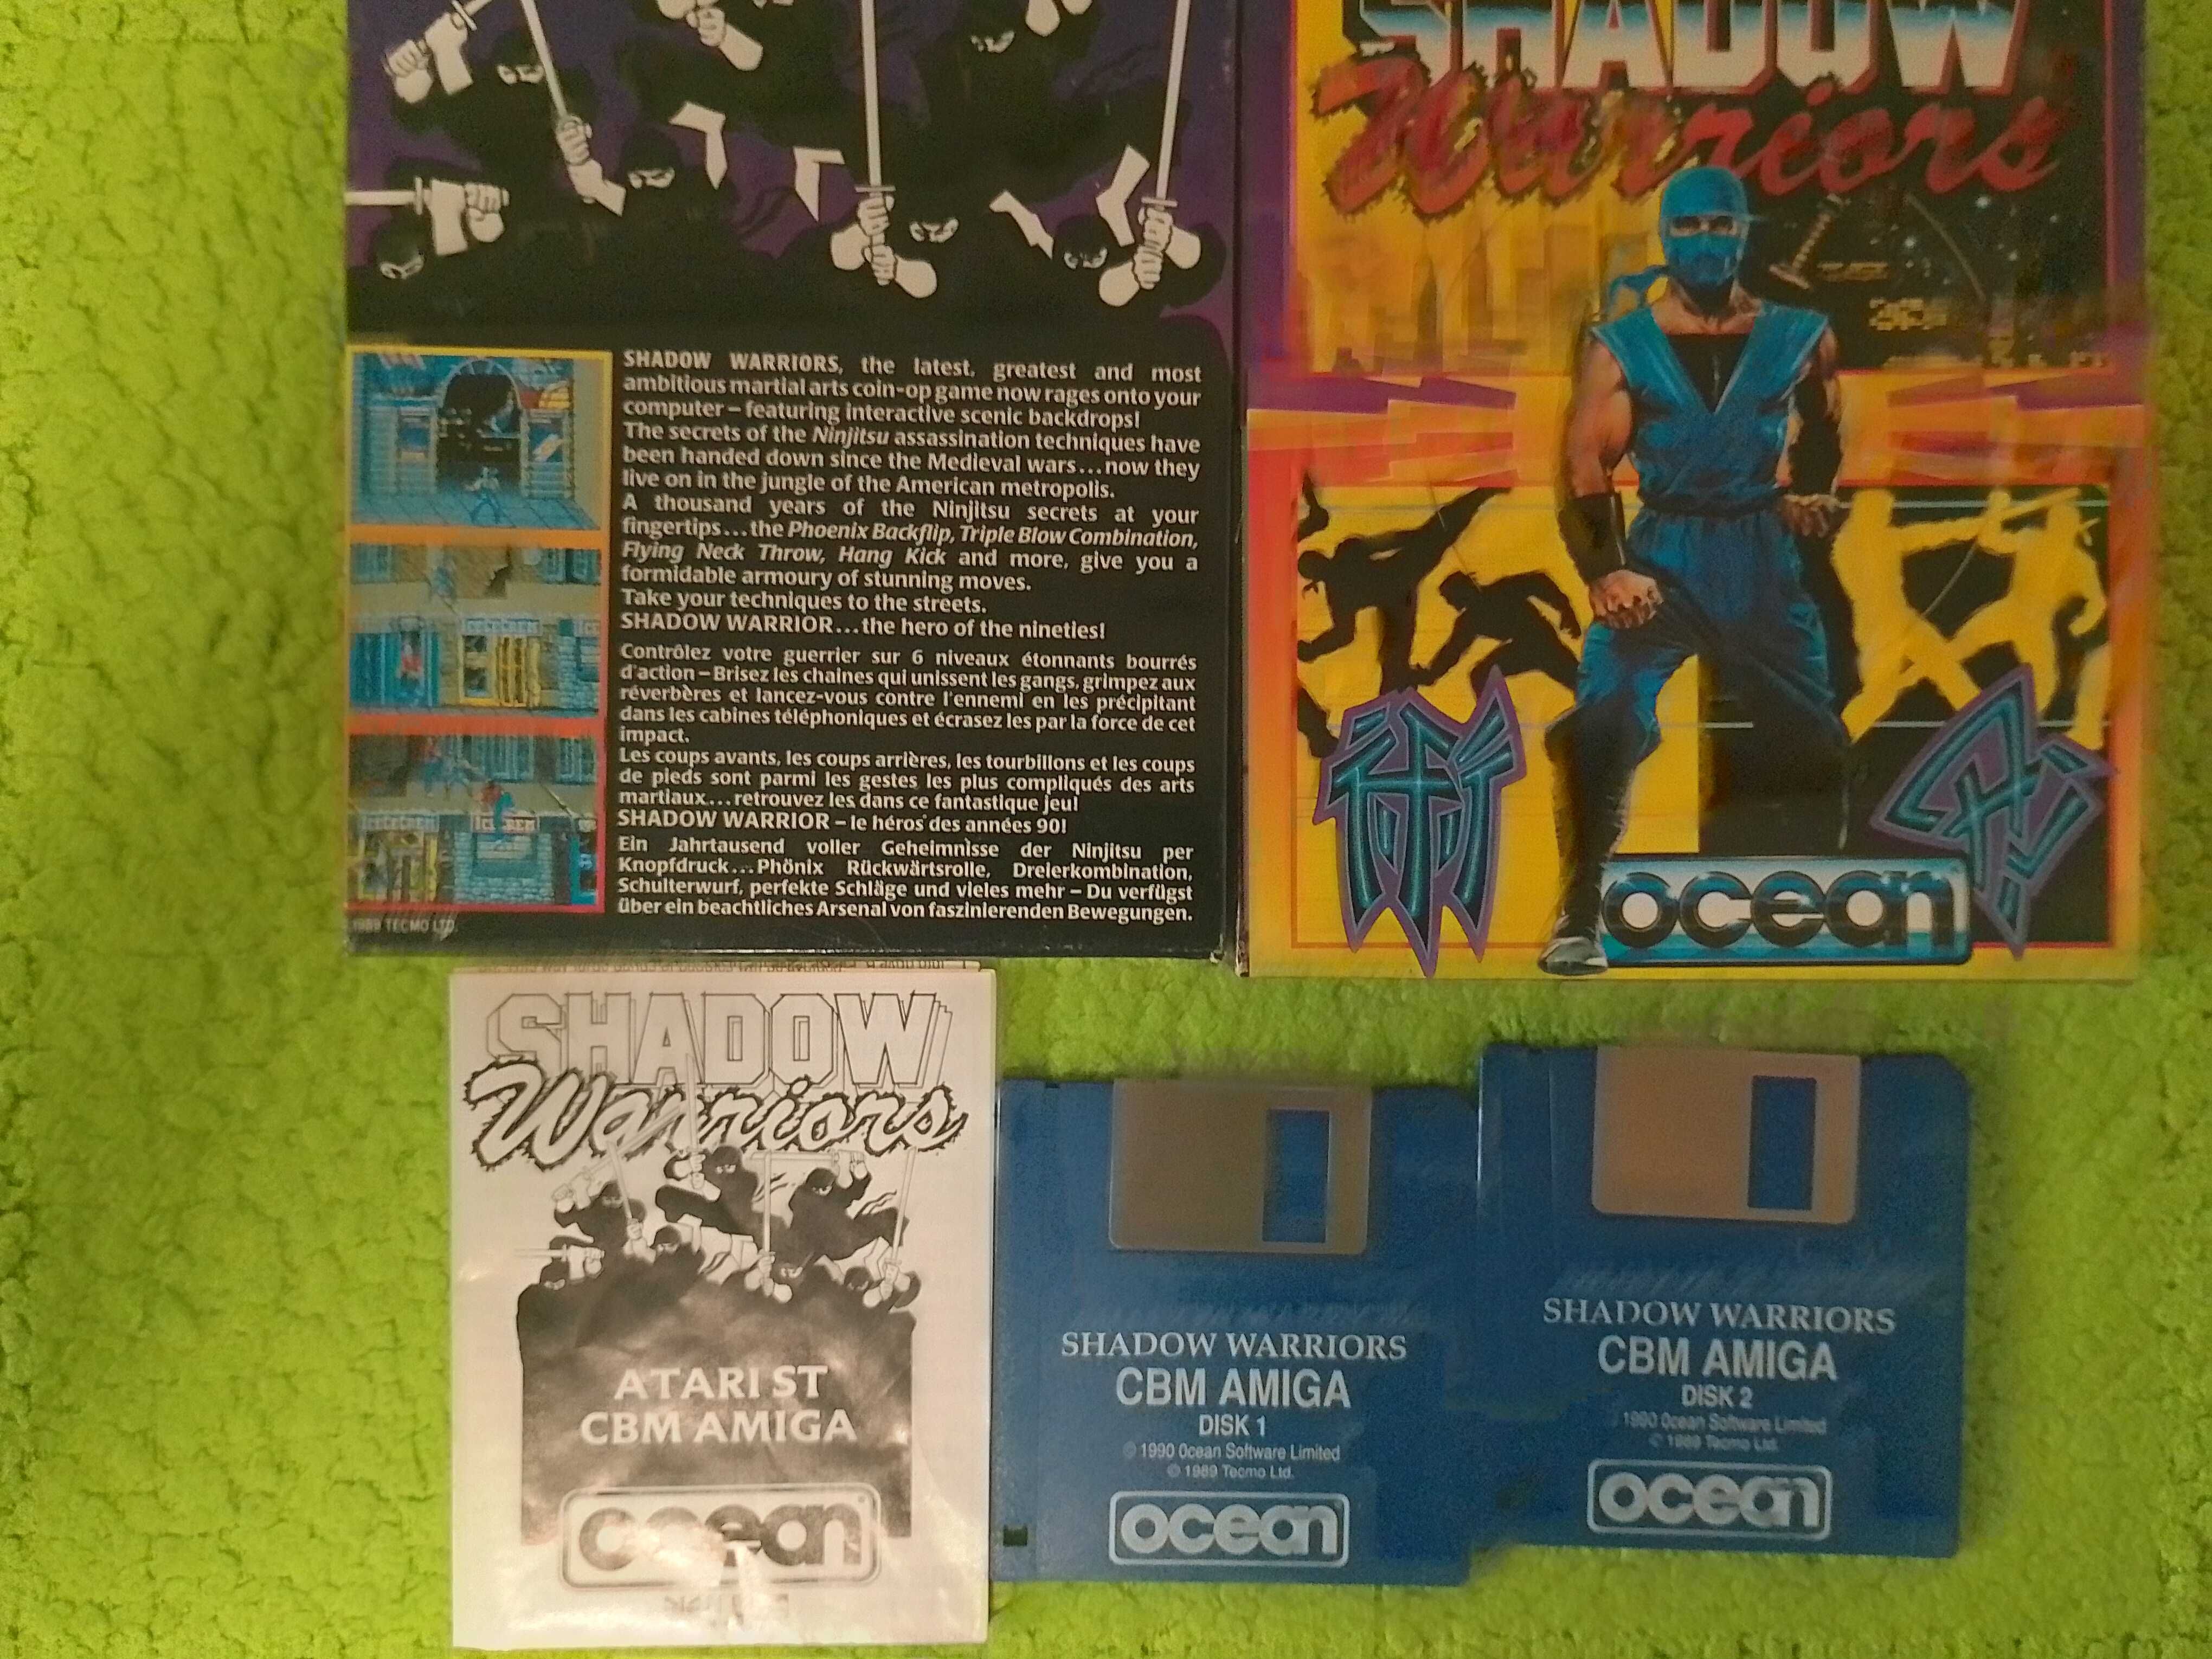 SHADOW WARRIORS, the latest, greatest and most
ambitious martial arts coin-op game now rages onto your
computer – featuring interactive scenic backdrops!
The secrets of the Ninjitsu assassination techniques have
been handed down since the Medieval wars...now they
live on in the jungle of the American metropolis.
A thousand years of the Ninjitsu secrets at your
fingertips...the Phoenix Backflip, Triple Blow Combination,
Flying Neck Throw, Hang Kick and more, give you a
formidable armoury of stunning moves.
Take your techniques to the streets.
SHADOW WARRIOR...the hero of the nineties!
Contrôlez votre guerrier sur 6 niveaux étonnants bourrés
d'action – Brisez les chaines qui unissent les gangs, grimpez aux
réverbères et lancez-vous contre l'ennemi en les précipitant
dans les cabines téléphoniques et écrasez les par la force de cet
impact.
Les coups avants, les coups arrières, les tourbillons et les coups
de pieds sont parmi les gestes les plus compliqués des arts
martiaux...retrouvez les dans ce fantastique jeu!
SHADOW WARRIOR – le héros des années 90!
Ein Jahrtausend voller Geheimnisse der Ninjitsu per
Knopfdruck...Phönix Rückwärtsrolle, Dreierkombination,
Schulterwurf, perfekte Schläge und vieles mehr – Du verfügst
über ein beachtliches Arsenal von faszinierenden Bewegungen.
1989 TECMO LTD.
SHADOW
Warriors
ocean
SHADOW
Warriors
ATARI ST
CBM AMIGA
ocean
SHADOW WARRIORS
CBM AMIGA
DISK 1
© 1990 Ocean Software Limited
© 1989 Tecmo Ltd.
ocean
SHADOW WARRIORS
CBM AMIGA
DISK 2
© 1990 Ocean Software Limited
© 1989 Tecmo Ltd.
ocean